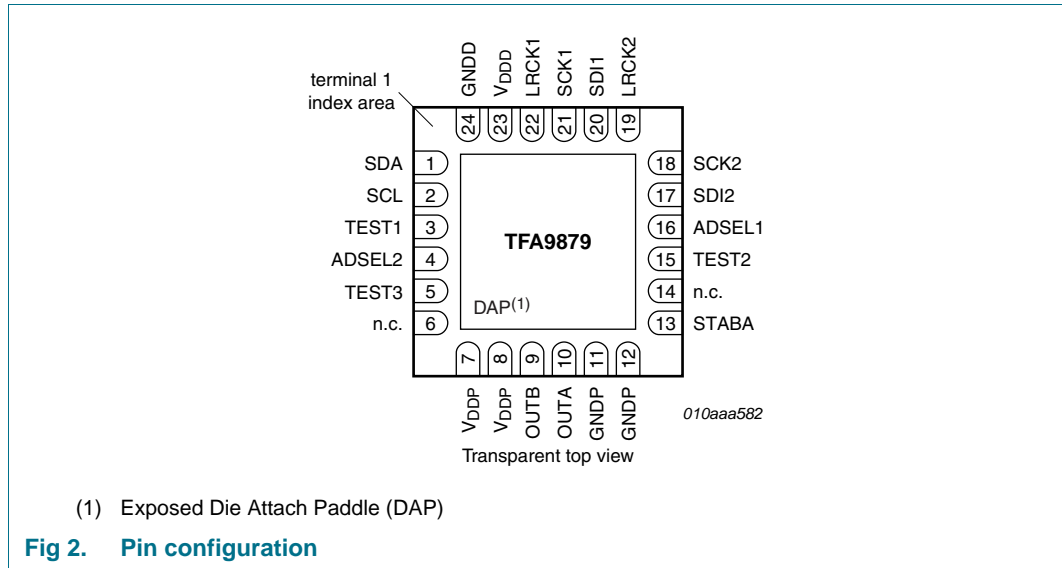 terminal 1
index area
GNDD
VDDD
LRCK1
SCK1
SDI1
LRCK2
24
23
22
21
20
19
SDA 1
SCL 2
TEST1 3
ADSEL2 4
TEST3 5
n.c. 6
TFA9879
DAP(1)
18 SCK2
17 SDI2
16 ADSEL1
15 TEST2
14 n.c.
13 STABA
7
8
9
10
11
12
VDDP
VDDP
OUTB
OUTA
GNDP
GNDP
010aaa582
Transparent top view
(1) Exposed Die Attach Paddle (DAP)
Fig 2. Pin configuration